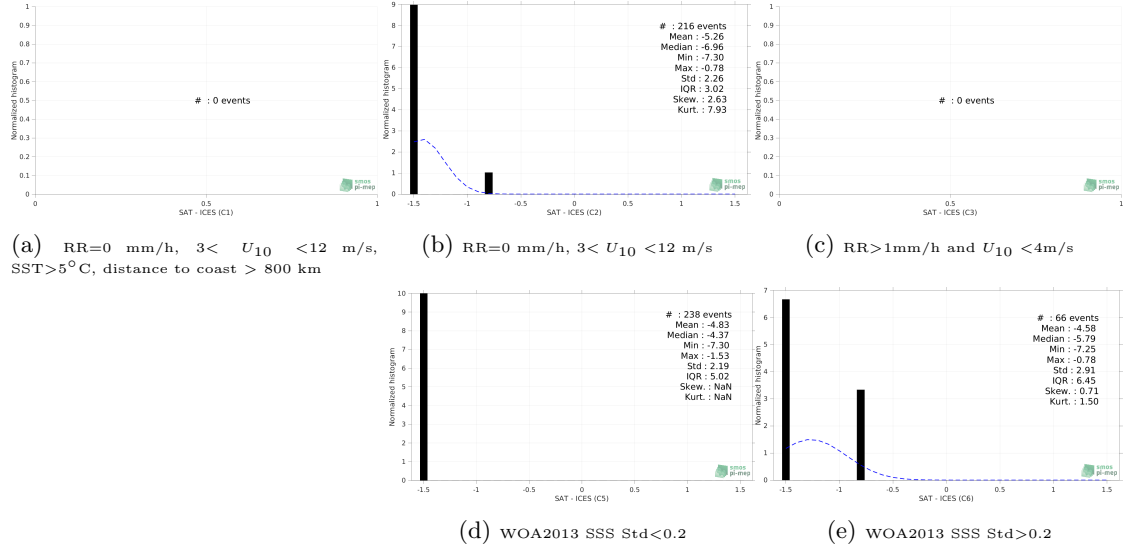 1
0.9
0.8
0.7
0.6
0.5
0.4
0.3
0.2
0.1
0
0
0.5
1
Normalized histogram
# : 0 events
SAT - ICES (C1)
smos
pi-mep
(a) RR=0 mm/h, 3< U10 <12 m/s,
SST>5°C, distance to coast > 800 km
9
8
7
6
5
4
3
2
1
0
-1.5
-1
-0.5
0
0.5
1
1.5
Normalized histogram
# : 216 events
Mean : -5.26
Median : -6.96
Min : -7.30
Max : -0.78
Std : 2.26
IQR : 3.02
Skew. : 2.63
Kurt. : 7.93
SAT - ICES (C2)
smos
pi-mep
(b) RR=0 mm/h, 3< U10 <12 m/s
1
0.9
0.8
0.7
0.6
0.5
0.4
0.3
0.2
0.1
0
0
0.5
1
Normalized histogram
# : 0 events
SAT - ICES (C3)
smos
pi-mep
(c) RR>1mm/h and U10 <4m/s
10
9
8
7
6
5
4
3
2
1
0
-1.5
-1
-0.5
0
0.5
1
1.5
Normalized histogram
# : 238 events
Mean : -4.83
Median : -4.37
Min : -7.30
Max : -1.53
Std : 2.19
IQR : 5.02
Skew. : NaN
Kurt. : NaN
SAT - ICES (C5)
smos
pi-mep
(d) WOA2013 SSS Std<0.2
7
6
5
4
3
2
1
0
-1.5
-1
-0.5
0
0.5
1
1.5
Normalized histogram
# : 66 events
Mean : -4.58
Median : -5.79
Min : -7.25
Max : -0.78
Std : 2.91
IQR : 6.45
Skew. : 0.71
Kurt. : 1.50
SAT - ICES (C6)
smos
pi-mep
(e) WOA2013 SSS Std>0.2